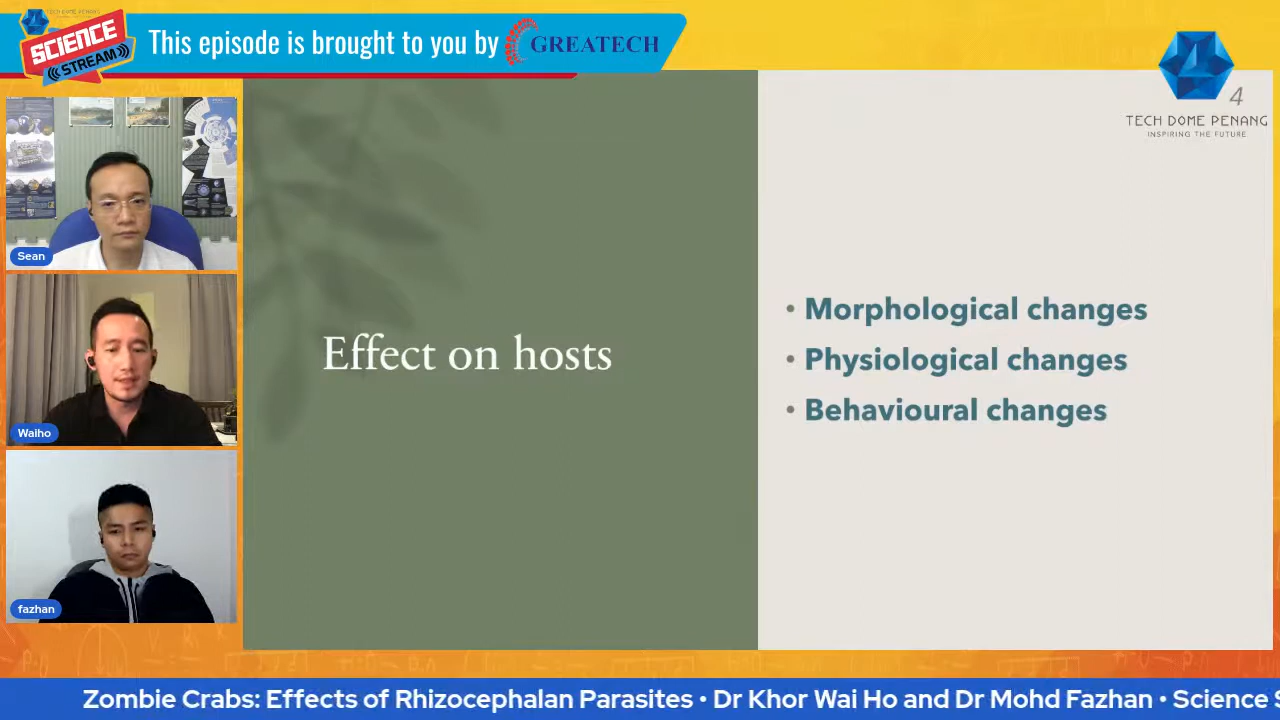 SCIENCE
STREAM
This episode is brought to you by GREATECH
4
TECH DOME PENANG
INSPIRING THE FUTURE
Sean
Waiho
fazhan
Effect on hosts
• Morphological changes
• Physiological changes
• Behavioural changes
Zombie Crabs: Effects of Rhizocephalan Parasites • Dr Khor Wai Ho and Dr Mohd Fazhan • Science S